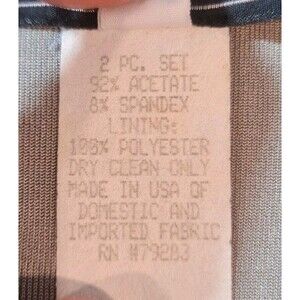 2 PC. SET
92% ACETATE
8% SPANDEX
LINING:
100% POLYESTER
DRY CLEAN ONLY
MADE IN USA OF
DOMESTIC AND
IMPORTED FABRIC
RN #79283